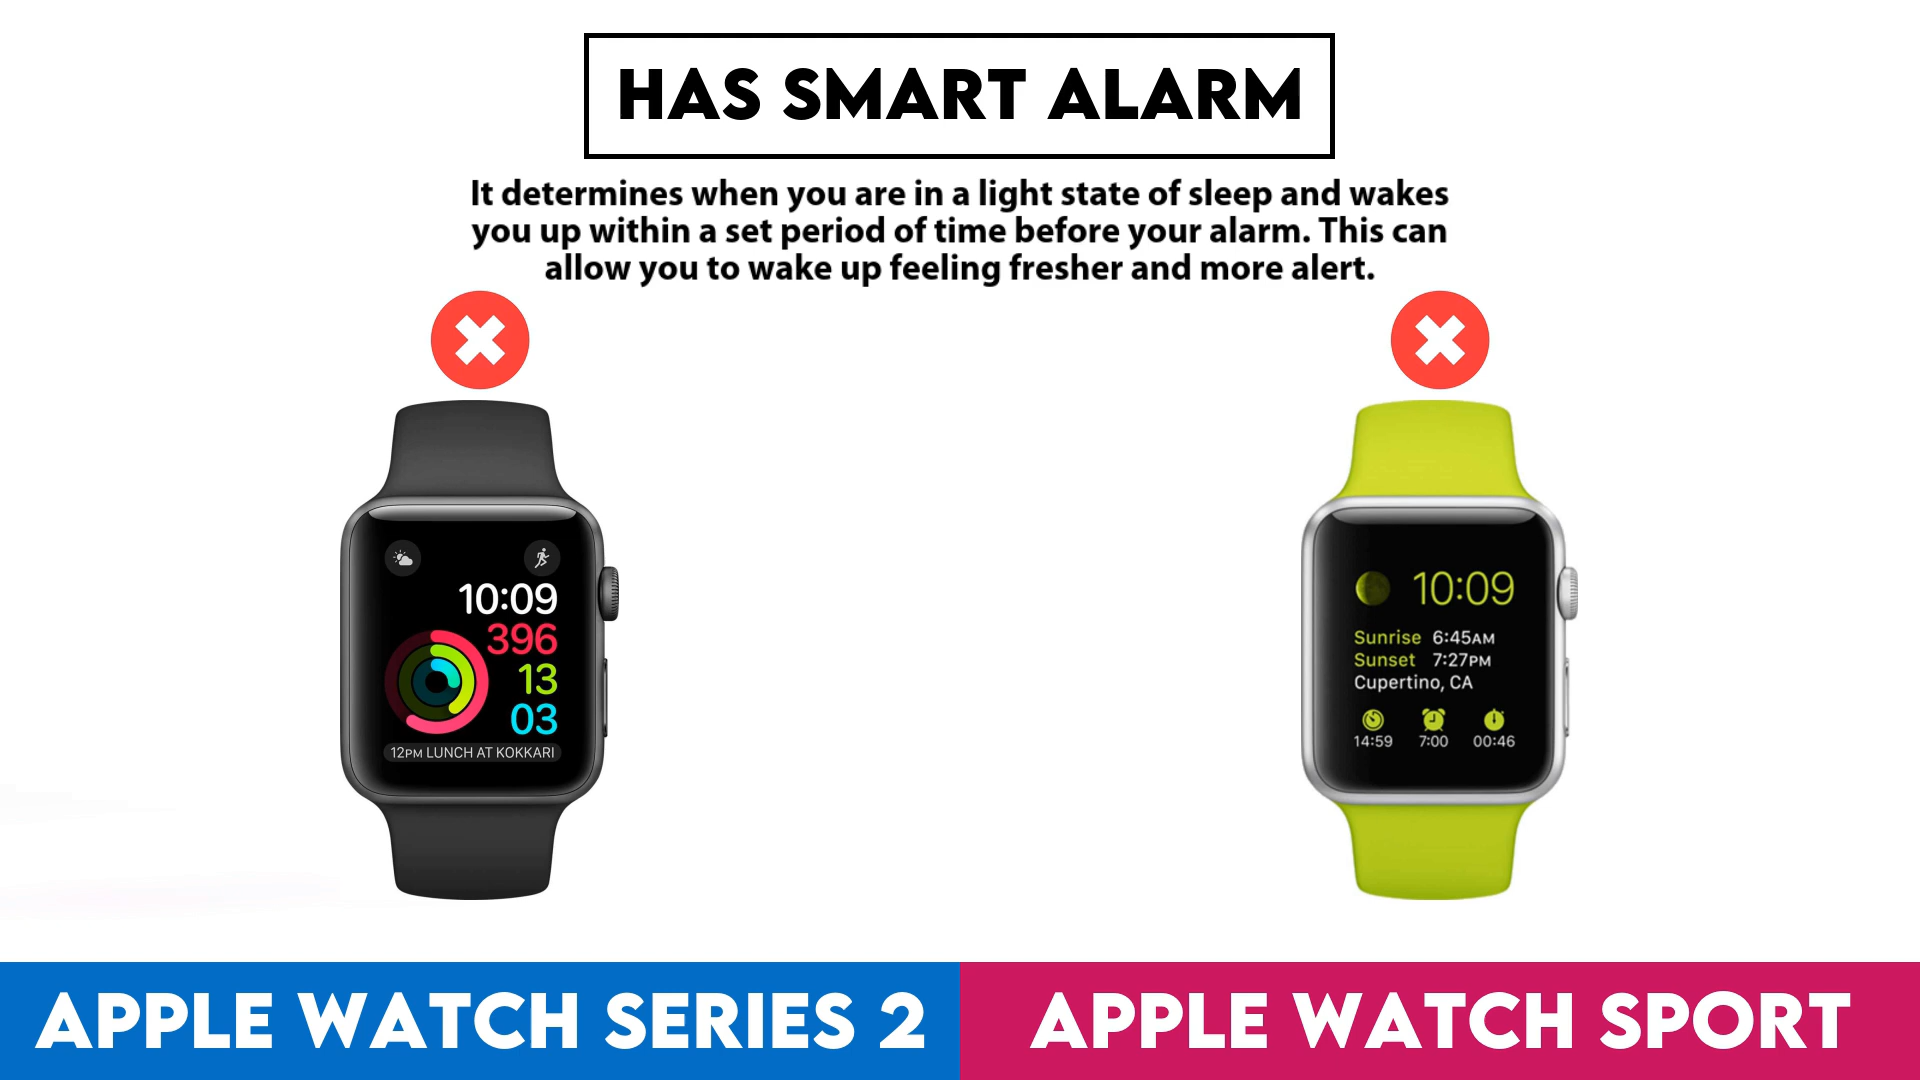 HAS SMART ALARM
It determines when you are in a light state of sleep and wakes
you up within a set period of time before your alarm. This can
allow you to wake up feeling fresher and more alert.
10:09
396
13
03
12PM LUNCH AT KOKKARI
10:09
Sunrise 6:45AM
Sunset 7:27PM
Cupertino, CA
14:59 7:00 00:46
APPLE WATCH SERIES 2
APPLE WATCH SPORT